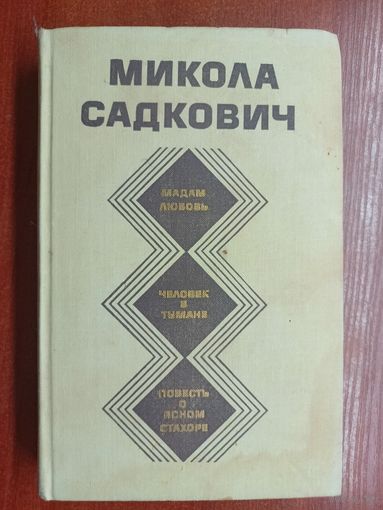 МИКОЛА
САДКОВИЧ
МАДАМ
ЛЮБОВЬ
ЧЕЛОВЕК
В
ТУМАНЕ
ПОВЕСТЬ
О
ЯСНОМ
СТАХОРЕ